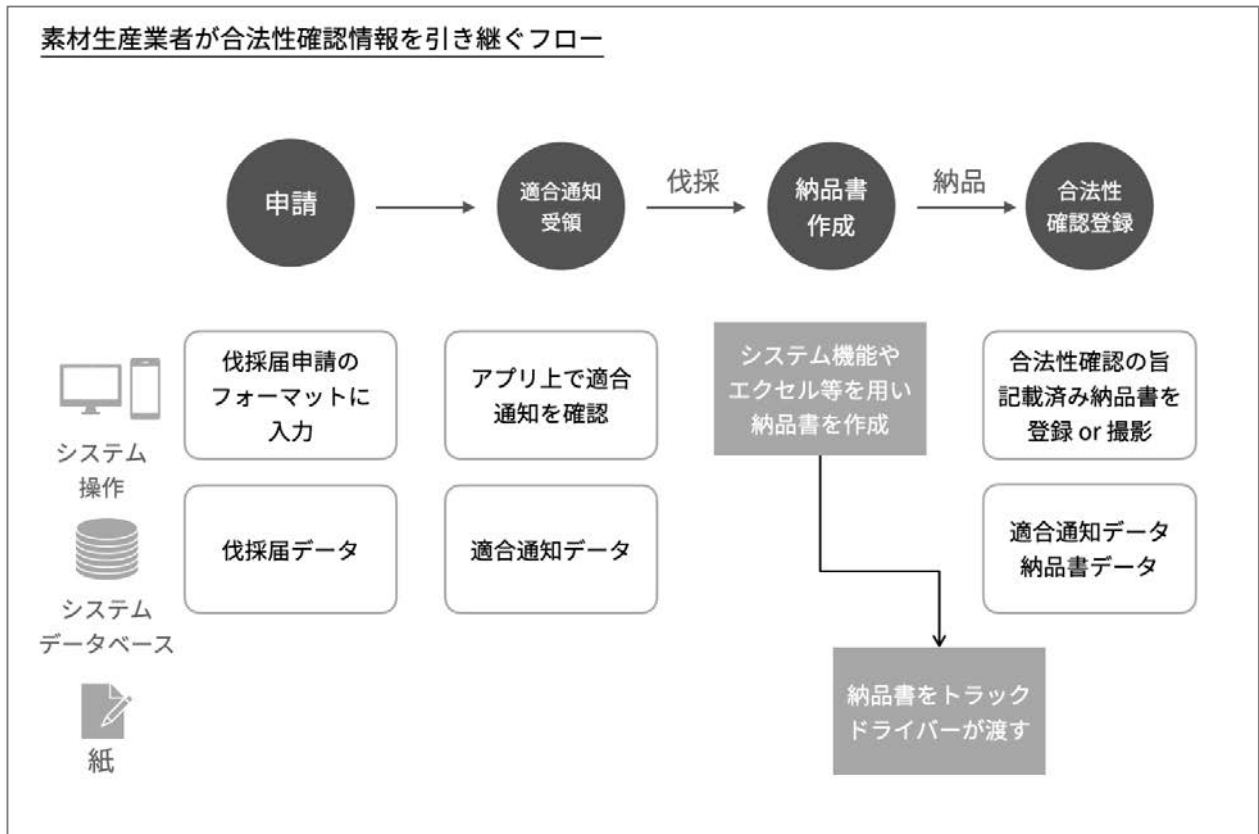 素材生産業者が合法性確認情報を引き継ぐフロー
申請
適合通知
受領
伐採
納品書
作成
納品
合法性
確認登録
システム
操作
伐採届申請の
フォーマットに
入力
アプリ上で適合
通知を確認
システム機能や
エクセル等を用い
納品書を作成
合法性確認の旨
記載済み納品書を
登録 or 撮影
システム
データベース
伐採届データ
適合通知データ
適合通知データ
納品書データ
紙
納品書をトラック
ドライバーが渡す